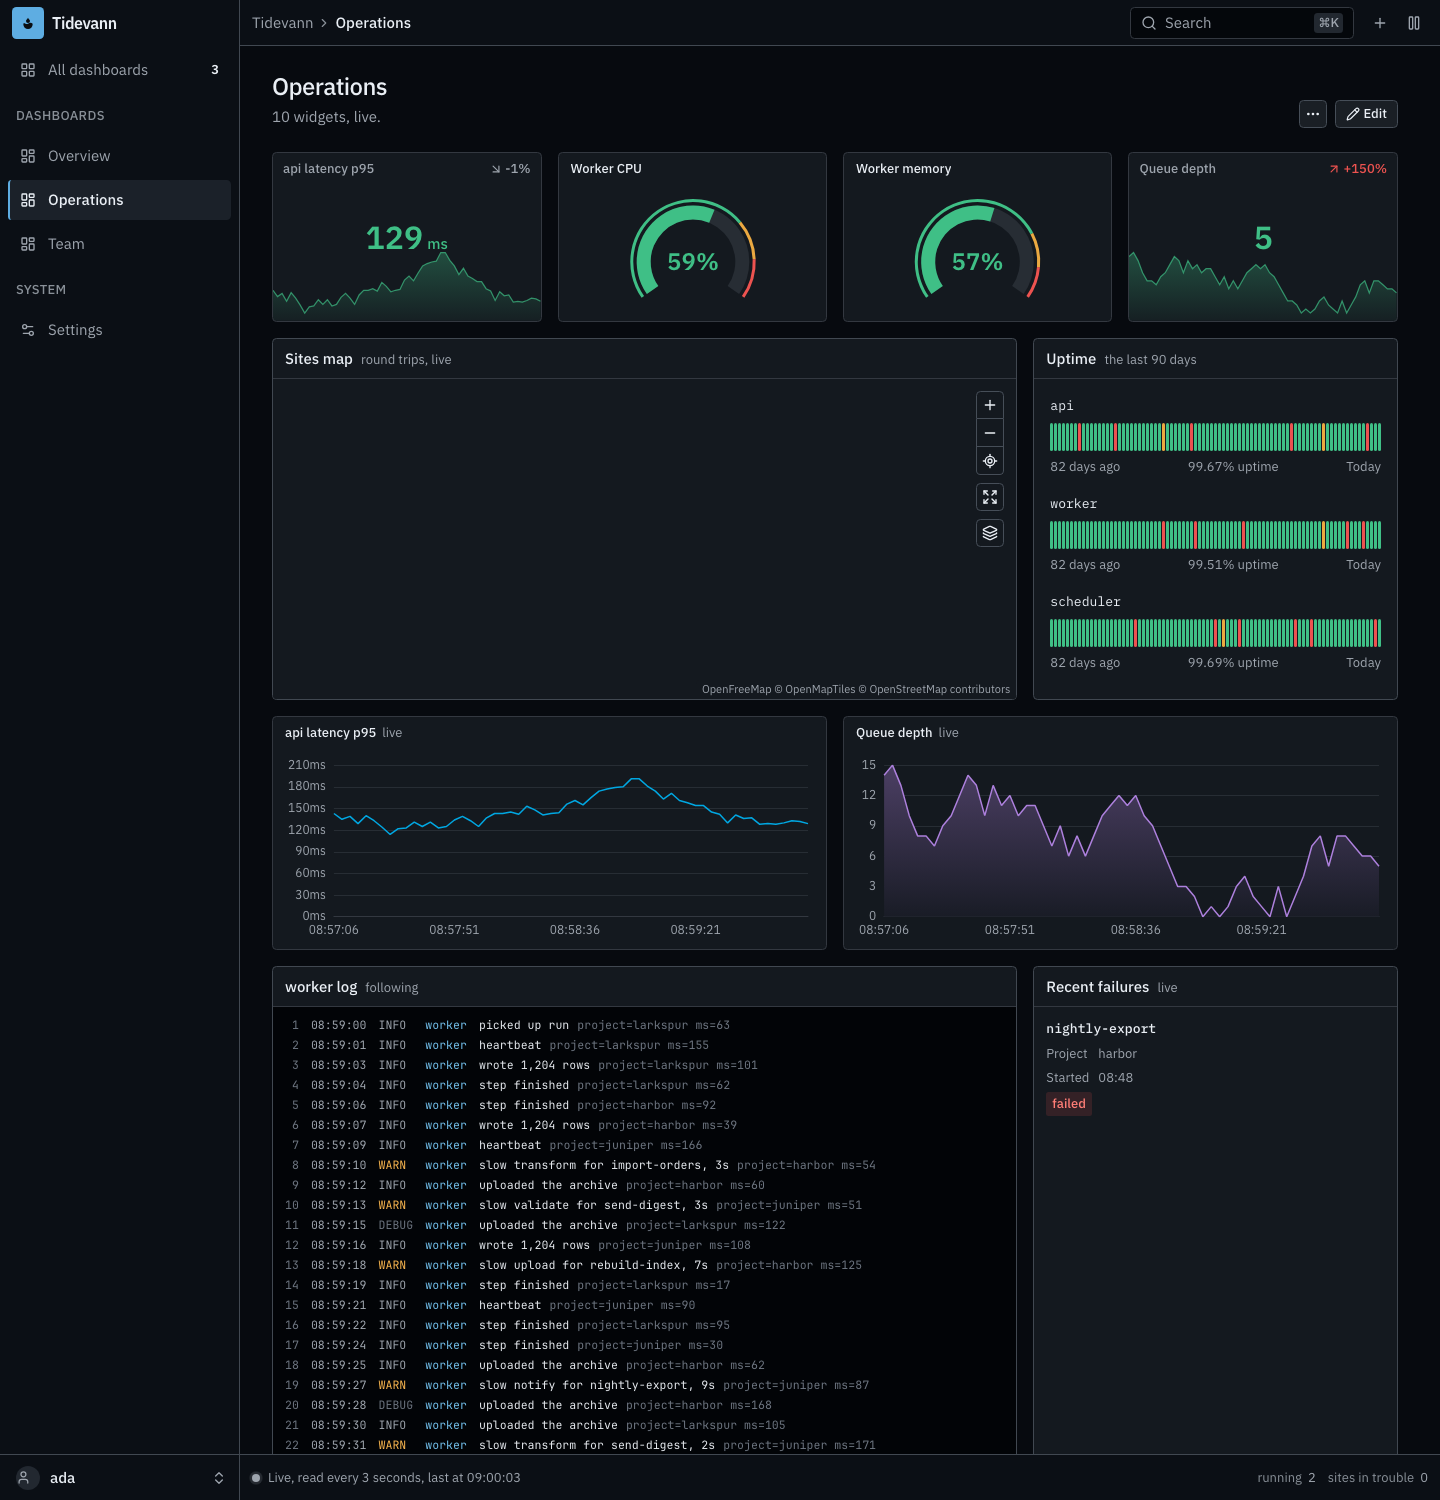 Tidevann
Tidevann > Operations
Search ⌘K
All dashboards 3
DASHBOARDS
Overview
Operations
Team
SYSTEM
Settings
Operations
10 widgets, live.
Edit
api latency p95 -1%
129 ms
Worker CPU
59%
Worker memory
57%
Queue depth +150%
5
Sites map round trips, live
OpenFreeMap © OpenMapTiles © OpenStreetMap contributors
Uptime the last 90 days
api
82 days ago 99.67% uptime Today
worker
82 days ago 99.51% uptime Today
scheduler
82 days ago 99.69% uptime Today
api latency p95 live
210ms
180ms
150ms
120ms
90ms
60ms
30ms
0ms
08:57:06 08:57:51 08:58:36 08:59:21
Queue depth live
15
12
9
6
3
0
08:57:06 08:57:51 08:58:36 08:59:21
worker log following
1 08:59:00 INFO worker picked up run project=larkspur ms=63
2 08:59:01 INFO worker heartbeat project=larkspur ms=155
3 08:59:03 INFO worker wrote 1,204 rows project=larkspur ms=101
4 08:59:04 INFO worker step finished project=larkspur ms=62
5 08:59:06 INFO worker step finished project=harbor ms=92
6 08:59:07 INFO worker wrote 1,204 rows project=harbor ms=39
7 08:59:09 INFO worker heartbeat project=juniper ms=166
8 08:59:10 WARN worker slow transform for import-orders, 3s project=harbor ms=54
9 08:59:12 INFO worker uploaded the archive project=harbor ms=60
10 08:59:13 WARN worker slow validate for send-digest, 3s project=juniper ms=51
11 08:59:15 DEBUG worker uploaded the archive project=larkspur ms=122
12 08:59:16 INFO worker wrote 1,204 rows project=juniper ms=108
13 08:59:18 WARN worker slow upload for rebuild-index, 7s project=harbor ms=125
14 08:59:19 INFO worker step finished project=larkspur ms=17
15 08:59:21 INFO worker heartbeat project=juniper ms=90
16 08:59:22 INFO worker step finished project=larkspur ms=95
17 08:59:24 INFO worker step finished project=juniper ms=30
18 08:59:25 INFO worker uploaded the archive project=harbor ms=62
19 08:59:27 WARN worker slow notify for nightly-export, 9s project=juniper ms=87
20 08:59:28 DEBUG worker uploaded the archive project=harbor ms=168
21 08:59:30 INFO worker uploaded the archive project=larkspur ms=105
22 08:59:31 WARN worker slow transform for send-digest, 2s project=juniper ms=171
Recent failures live
nightly-export
Project harbor
Started 08:48
failed
ada
Live, read every 3 seconds, last at 09:00:03
running 2 sites in trouble 0